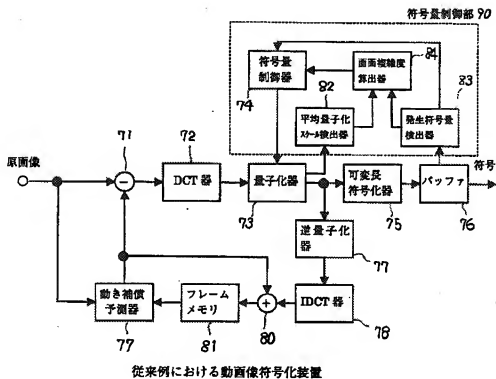 符号量制御部 90
符号量
制御器
74
画面複雑度
算出器
84
82
平均量子化
スケール検出器
83
発生符号量
検出器
原画像
71
72
DCT器
量子化器
73
可変長
符号化器
75
バッファ
76
符号
逆量子化
器
77
動き補償
予測器
77
フレーム
メモリ
81
80
IDCT器
78
従来例における動画像符号化装置